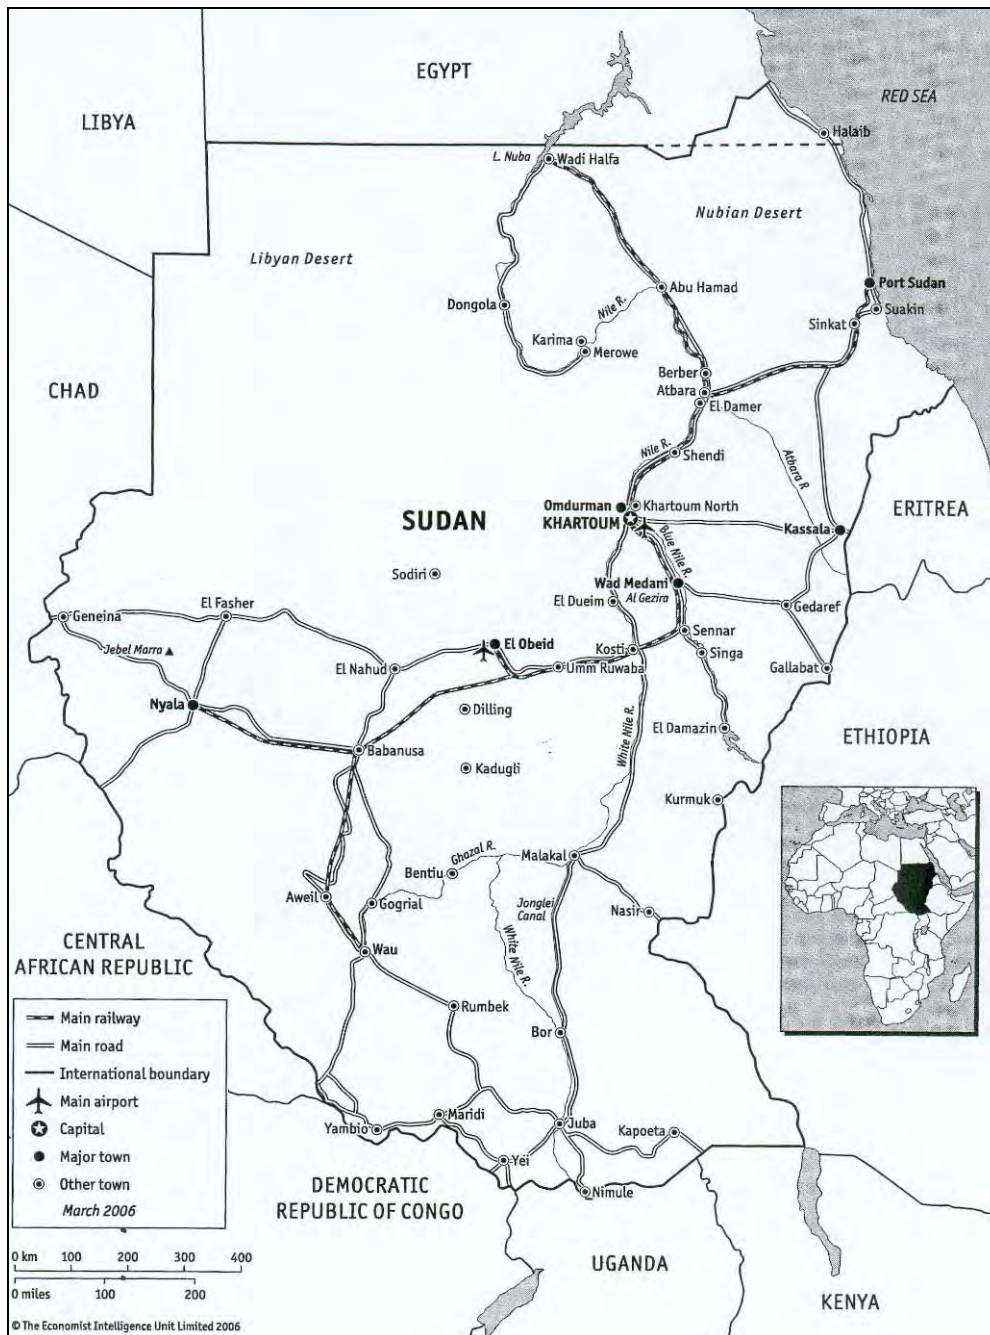 EGYPT
RED SEA
LIBYA
Halaib
L. Nuba
Wadi Halfa
Nubian Desert
Libyan Desert
Port Sudan
Abu Hamad
Suakin
Dongola
Nile R.
Sinkat
Karima
Merowe
CHAD
Berber
Atbara
El Damer
Nile R.
Shendi
Atbara R
Omdurman
Khartoum North
ERITREA
SUDAN
KHARTOUM
Kassala
Blue Nile R.
Sodiri
Wad Medani
Al Gezira
El Dueim
Gedaref
Geneina
El Fasher
Sennar
Jebel Marra
El Obeid
Kosti
Singa
El Nahud
Umm Ruwaba
Gallabat
Nyala
Dilling
White Nile R.
El Damazin
ETHIOPIA
Babanusa
Kadugli
Kurmuk
Ghazal R.
Malakal
Bentiu
Aweil
Gogrial
Jonglei
Canal
Nasir
White Nile R.
CENTRAL
AFRICAN REPUBLIC
Wau
Rumbek
Bor
Main railway
Main road
International boundary
Main airport
Capital
Major town
Other town
March 2006
Maridi
Yambio
Juba
Kapoeta
Yei
Nimule
DEMOCRATIC
REPUBLIC OF CONGO
UGANDA
KENYA
0 km 100 200 300 400
0 miles 100 200
© The Economist Intelligence Unit Limited 2006